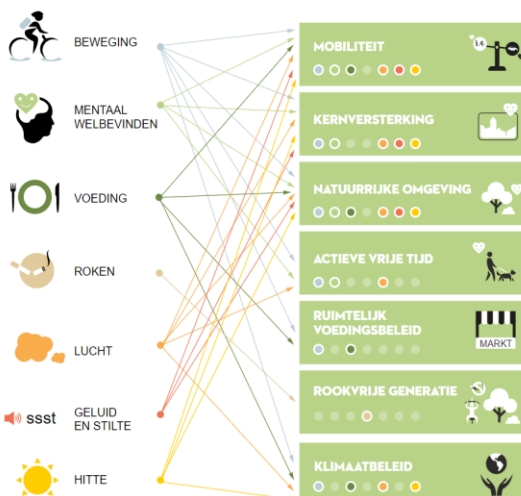 BEWEGING
MENTAAL
WELBEVINDEN
VOEDING
ROKEN
LUCHT
ssst
GELUID
EN STILTE
HITTE
MOBILITEIT
KERNVERSTERKING
NATUURRIJKE OMGEVING
ACTIEVE VRIJE TIJD
RUIMTELIJK
VOEDINGSBELEID
MARKT
ROOKVRIJE GENERATIE
KLIMAATBELEID